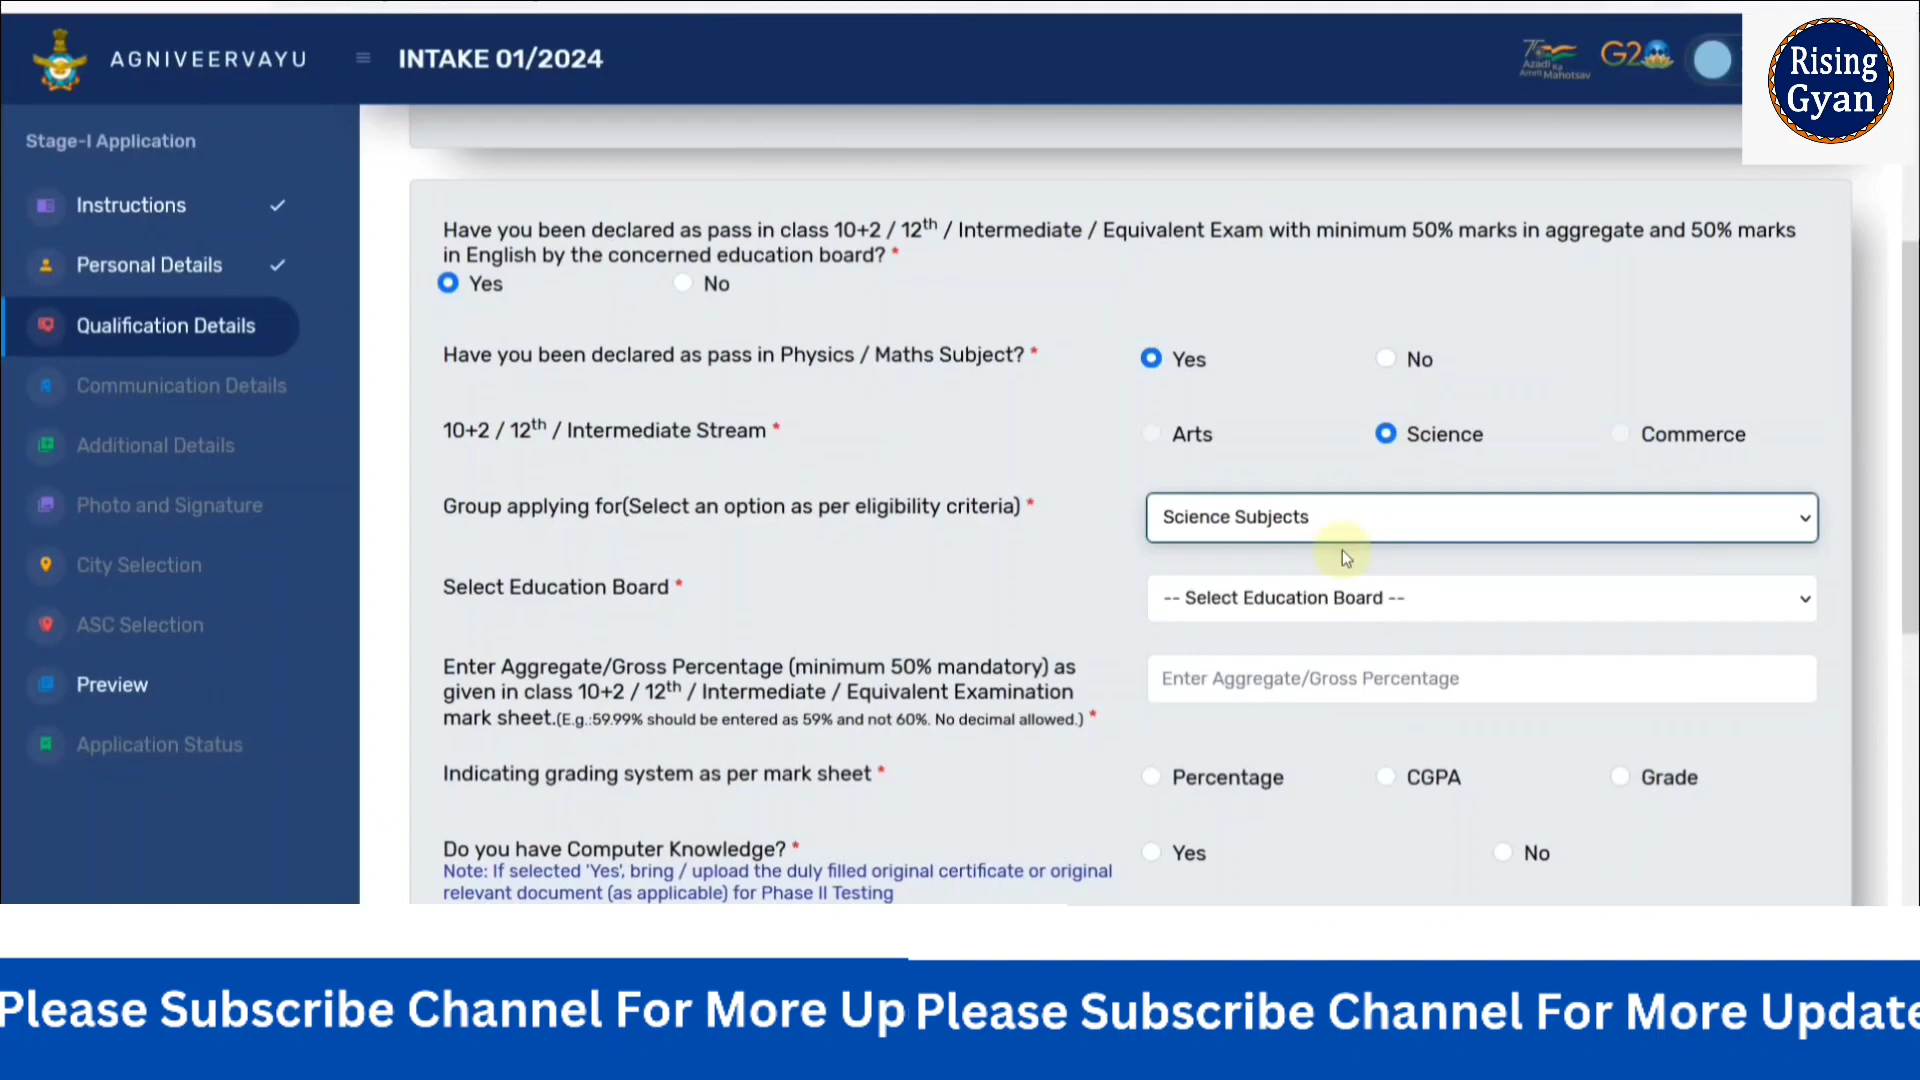 AGNIVEERVAYU
INTAKE 01/2024
75
Azadi Ka
Amrit Mahotsav
G20
Rising
Gyan
Stage-I Application
Instructions
Personal Details
Qualification Details
Communication Details
Additional Details
Photo and Signature
City Selection
ASC Selection
Preview
Application Status
Have you been declared as pass in class 10+2 / 12th / Intermediate / Equivalent Exam with minimum 50% marks in aggregate and 50% marks
in English by the concerned education board? *
Yes No
Have you been declared as pass in Physics / Maths Subject? * Yes No
10+2 / 12th / Intermediate Stream * Arts Science Commerce
Group applying for(Select an option as per eligibility criteria) * Science Subjects
Select Education Board * -- Select Education Board --
Enter Aggregate/Gross Percentage (minimum 50% mandatory) as
given in class 10+2 / 12th / Intermediate / Equivalent Examination
mark sheet.(E.g.:59.99% should be entered as 59% and not 60%. No decimal allowed.) *
Enter Aggregate/Gross Percentage
Indicating grading system as per mark sheet * Percentage CGPA Grade
Do you have Computer Knowledge? * Yes No
Note: If selected 'Yes', bring / upload the duly filled original certificate or original
relevant document (as applicable) for Phase II Testing
Please Subscribe Channel For More Up Please Subscribe Channel For More Update